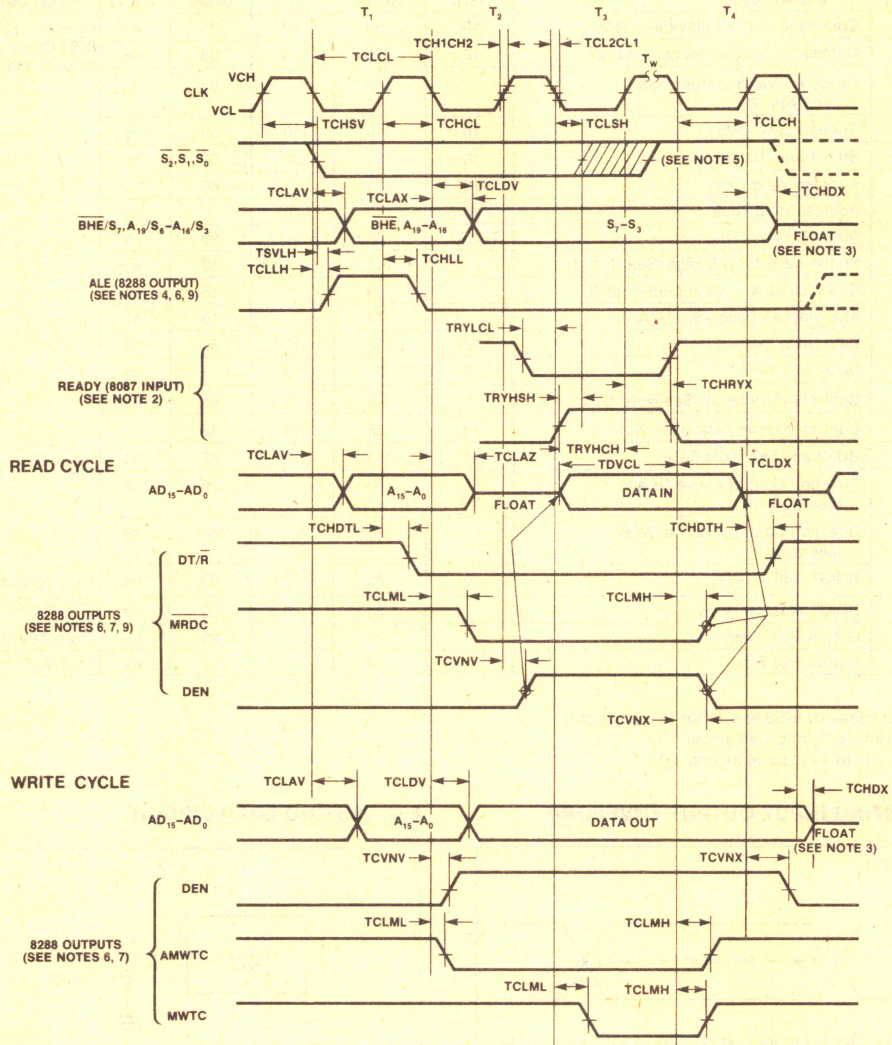 T1 T2 T3 T4
TCH1CH2 TCL2CL1
TCLCL
TW
CLK VCH
VCL
TCHSV TCHCL TCLSH TCLCH
S̅2̅, S̅1̅, S̅0̅ (SEE NOTE 5)
TCLAV TCLAX TCLDV TCHDX
B̅H̅E̅/S7, A19/S6–A16/S3 B̅H̅E̅, A19–A16 S7–S3 FLOAT
(SEE NOTE 3)
TSVLH
TCLLH TCHLL
ALE (8288 OUTPUT)
(SEE NOTES 4, 6, 9)
TRYLCL
READY (8087 INPUT)
(SEE NOTE 2)
TCHRYX
TRYHSH
TRYHCH
READ CYCLE
TCLAV TCLAZ TDVCL TCLDX
AD15–AD0 A15–A0 FLOAT DATA IN FLOAT
TCHDTL TCHDTH
DT/R̅
TCLML TCLMH
8288 OUTPUTS
(SEE NOTES 6, 7, 9)
M̅R̅D̅C̅
TCVNV
DEN
TCVNX
WRITE CYCLE
TCLAV TCLDV TCHDX
AD15–AD0 A15–A0 DATA OUT FLOAT
(SEE NOTE 3)
TCVNV TCVNX
DEN
TCLML TCLMH
8288 OUTPUTS
(SEE NOTES 6, 7)
AMWTC
TCLML TCLMH
MWTC